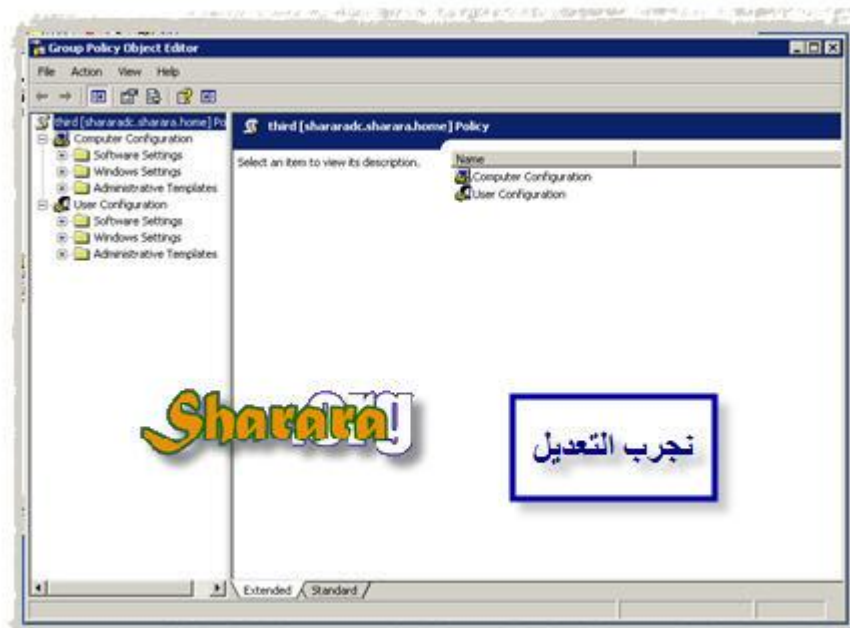 Group Policy Object Editor
File Action View Help
third [shararadc.sharara.home] Po
Computer Configuration
Software Settings
Windows Settings
Administrative Templates
User Configuration
Software Settings
Windows Settings
Administrative Templates
third [shararadc.sharara.home] Policy
Select an item to view its description.
Name
Computer Configuration
User Configuration
Sharara.org
نجرب التعديل
Extended Standard